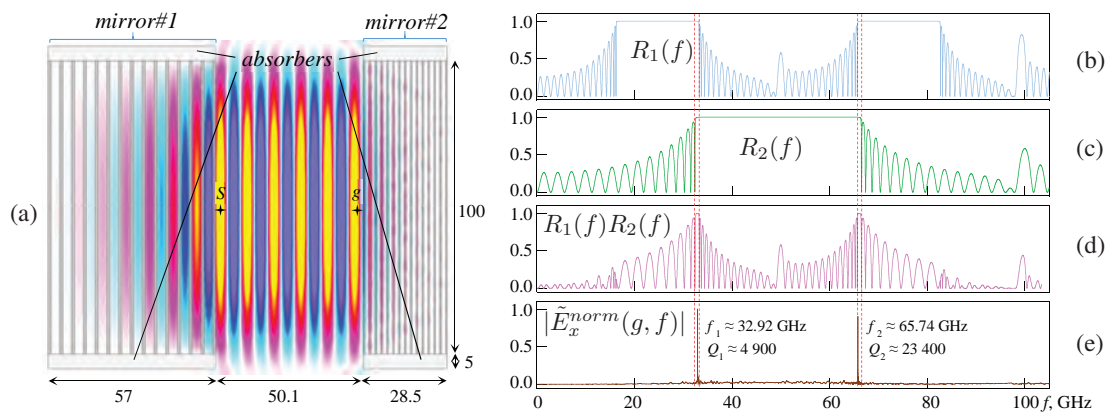 mirror#1
mirror#2
absorbers
S
g
(a)
100
5
57
50.1
28.5
1.0
0.5
0.0
R₁(f)
(b)
1.0
0.5
0.0
R₂(f)
(c)
1.0
0.5
0.0
R₁(f)R₂(f)
(d)
1.0
0.5
0.0
|Ẽₓⁿᵒʳᵐ(g, f)|
f₁ ≈ 32.92 GHz
Q₁ ≈ 4 900
f₂ ≈ 65.74 GHz
Q₂ ≈ 23 400
(e)
0 20 40 60 80 100 f, GHz